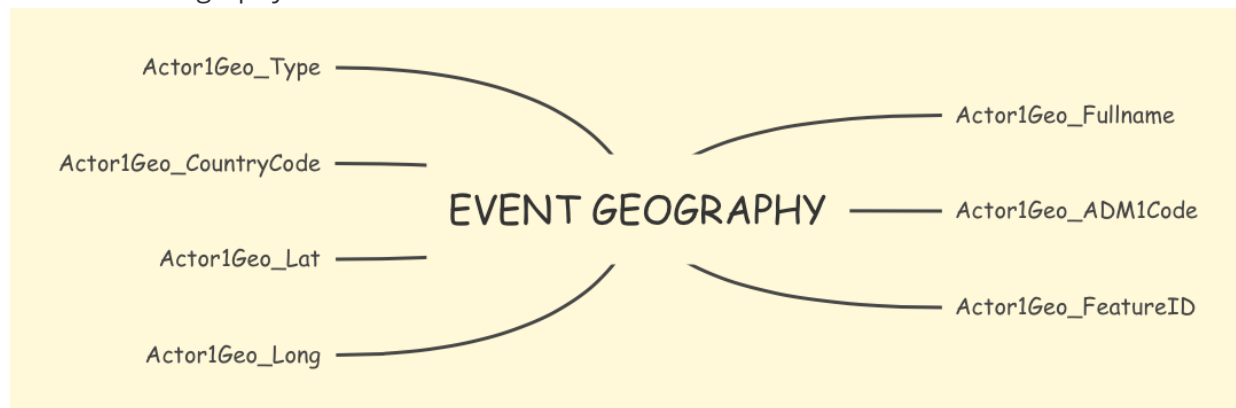 Actor1Geo_Type
Actor1Geo_CountryCode
Actor1Geo_Lat
Actor1Geo_Long
EVENT GEOGRAPHY
Actor1Geo_Fullname
Actor1Geo_ADM1Code
Actor1Geo_FeatureID